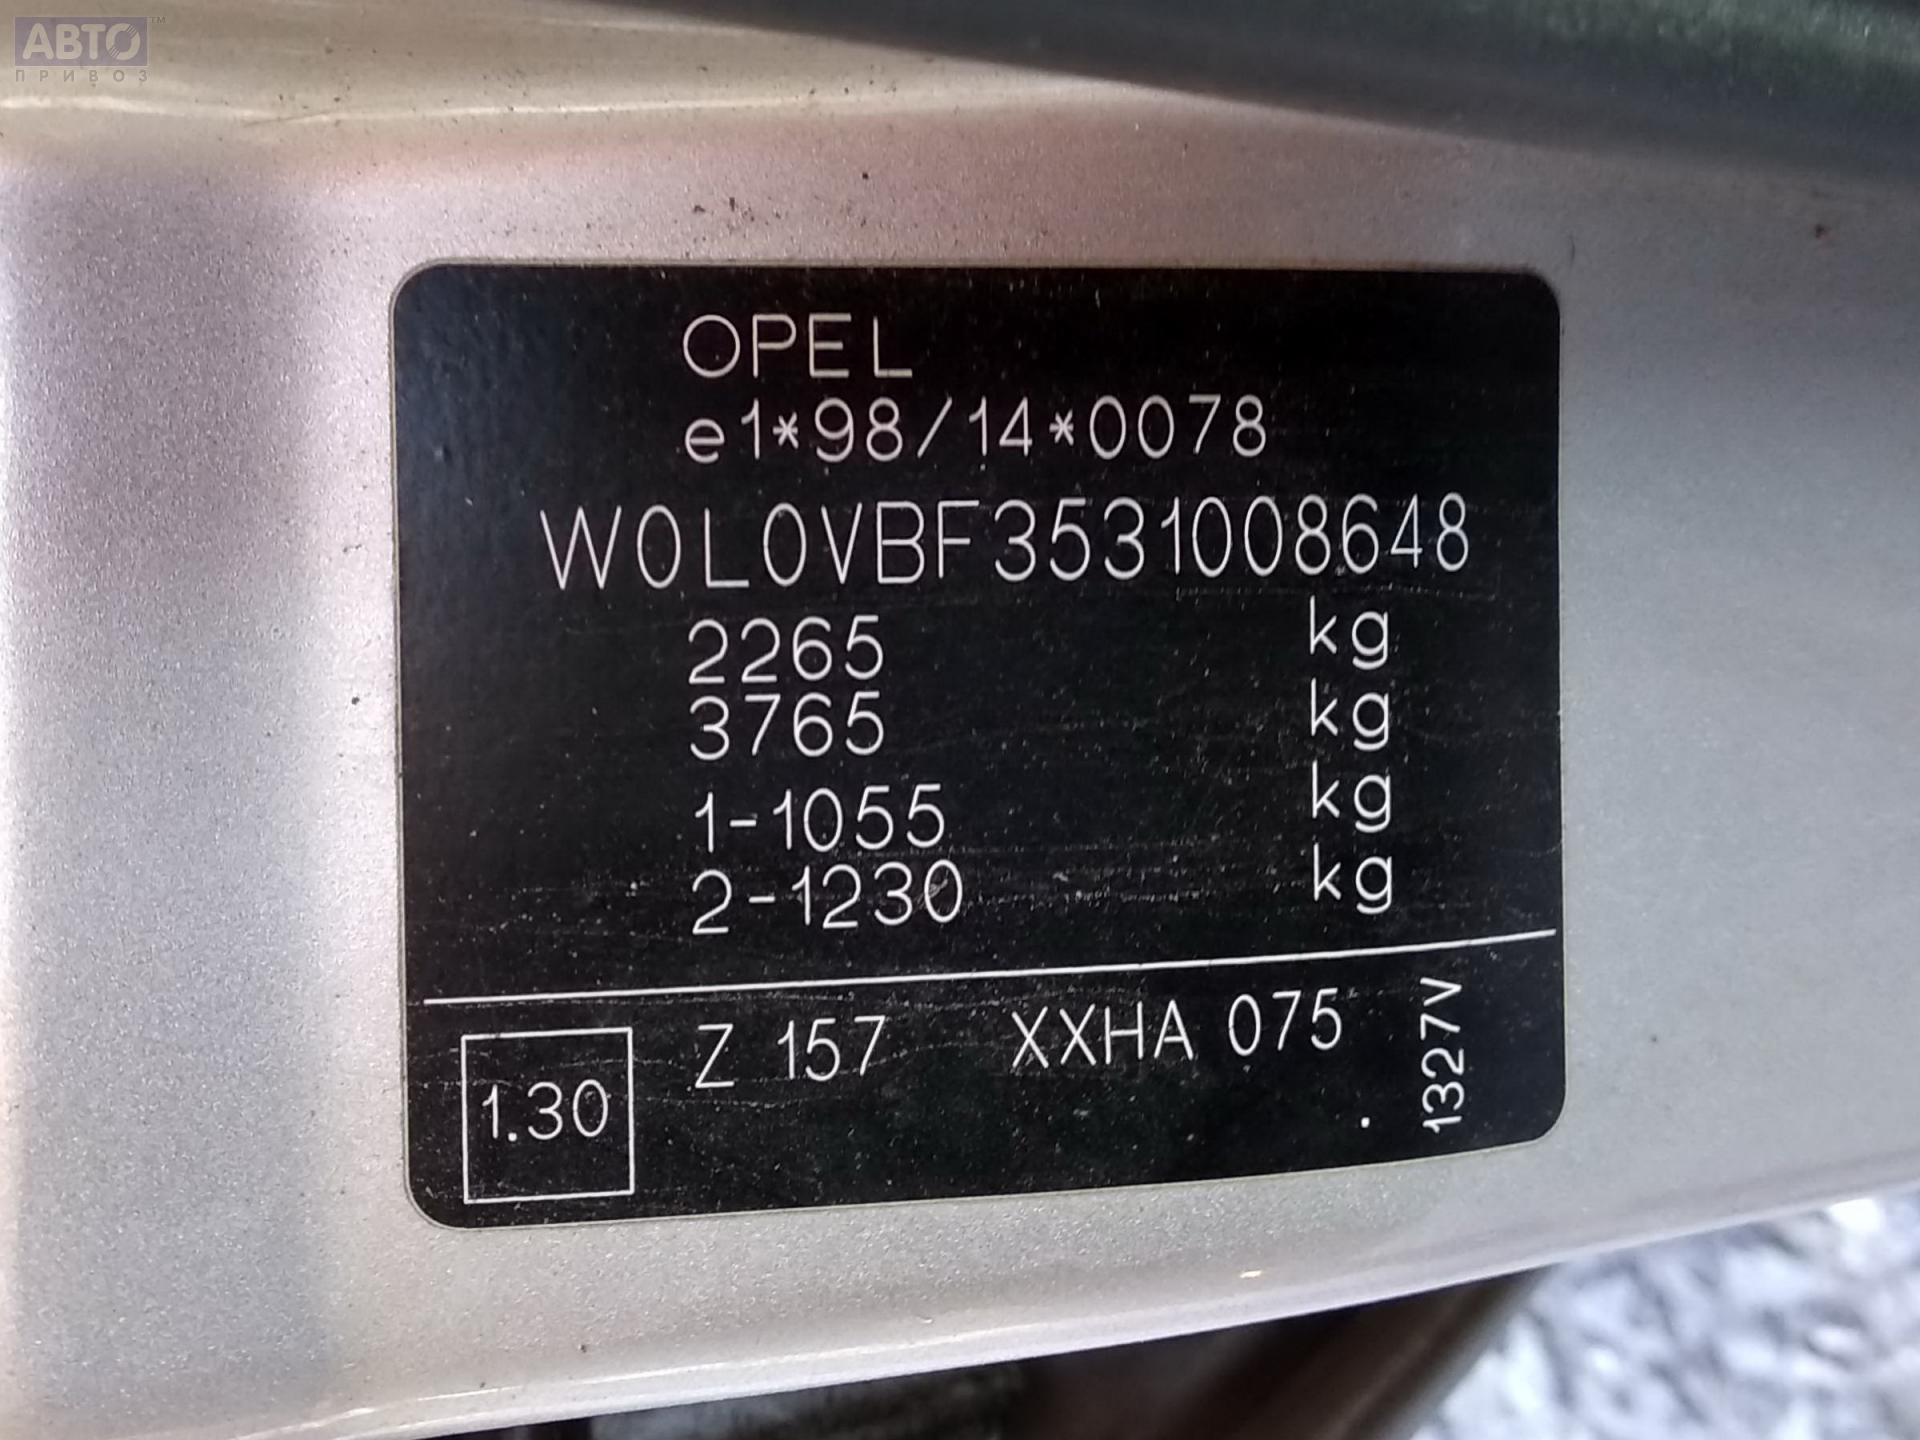 АВТО™
ПРИВОЗ
OPEL
e1*98/14*0078
W0L0VBF3531008648
2265 kg
3765 kg
1-1055 kg
2-1230 kg
1.30
Z 157 XXHA 075
1327V